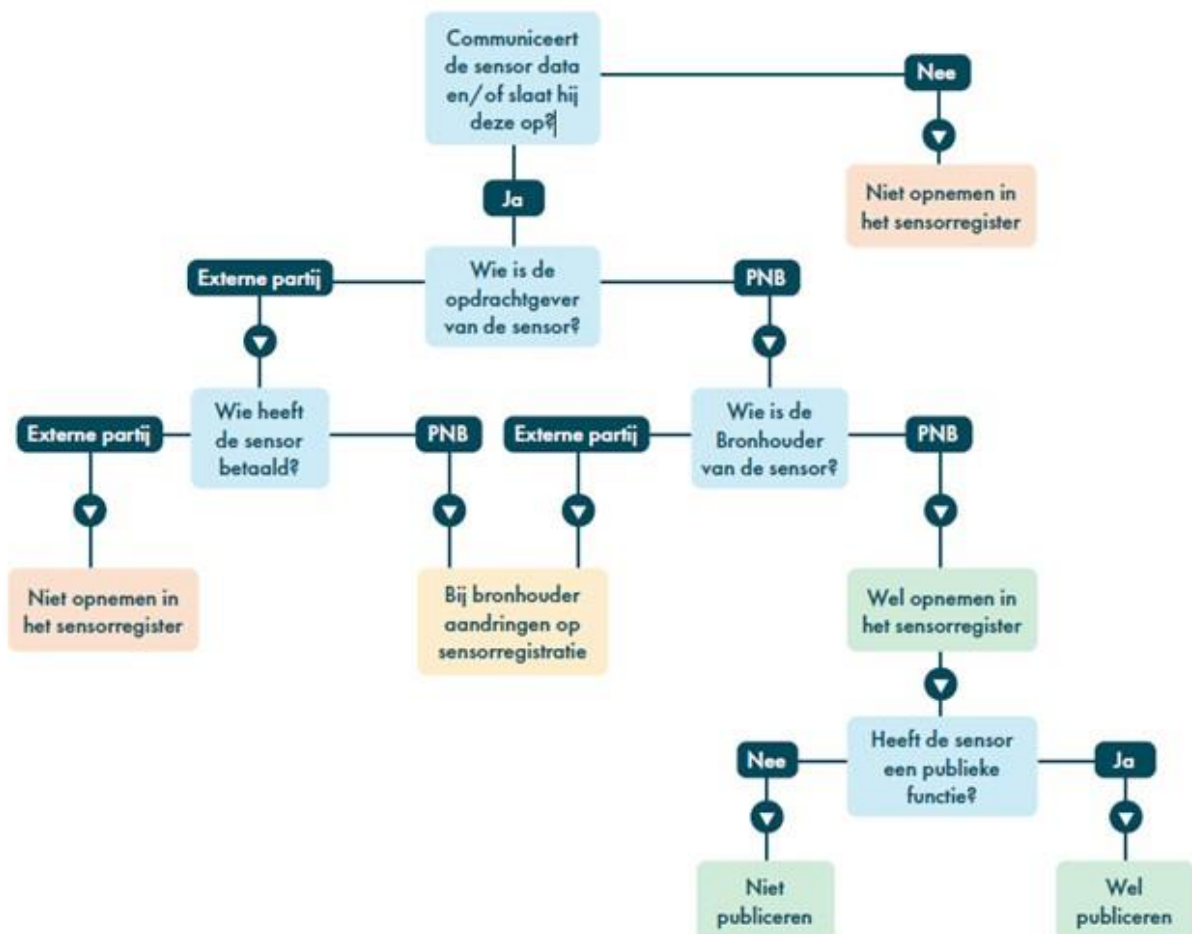 Communiceert
de sensor data
en/of slaat hij
deze op?
Nee
Niet opnemen in
het sensorregister
Ja
Externe partij
Wie is de
opdrachtgever
van de sensor?
PNB
Externe partij
Wie heeft
de sensor
betaald?
PNB
Externe partij
Wie is de
Bronhouder
van de sensor?
PNB
Niet opnemen in
het sensorregister
Bij bronhouder
aandringen op
sensorregistratie
Wel opnemen in
het sensorregister
Nee
Heeft de sensor
een publieke
functie?
Ja
Niet
publiceren
Wel
publiceren